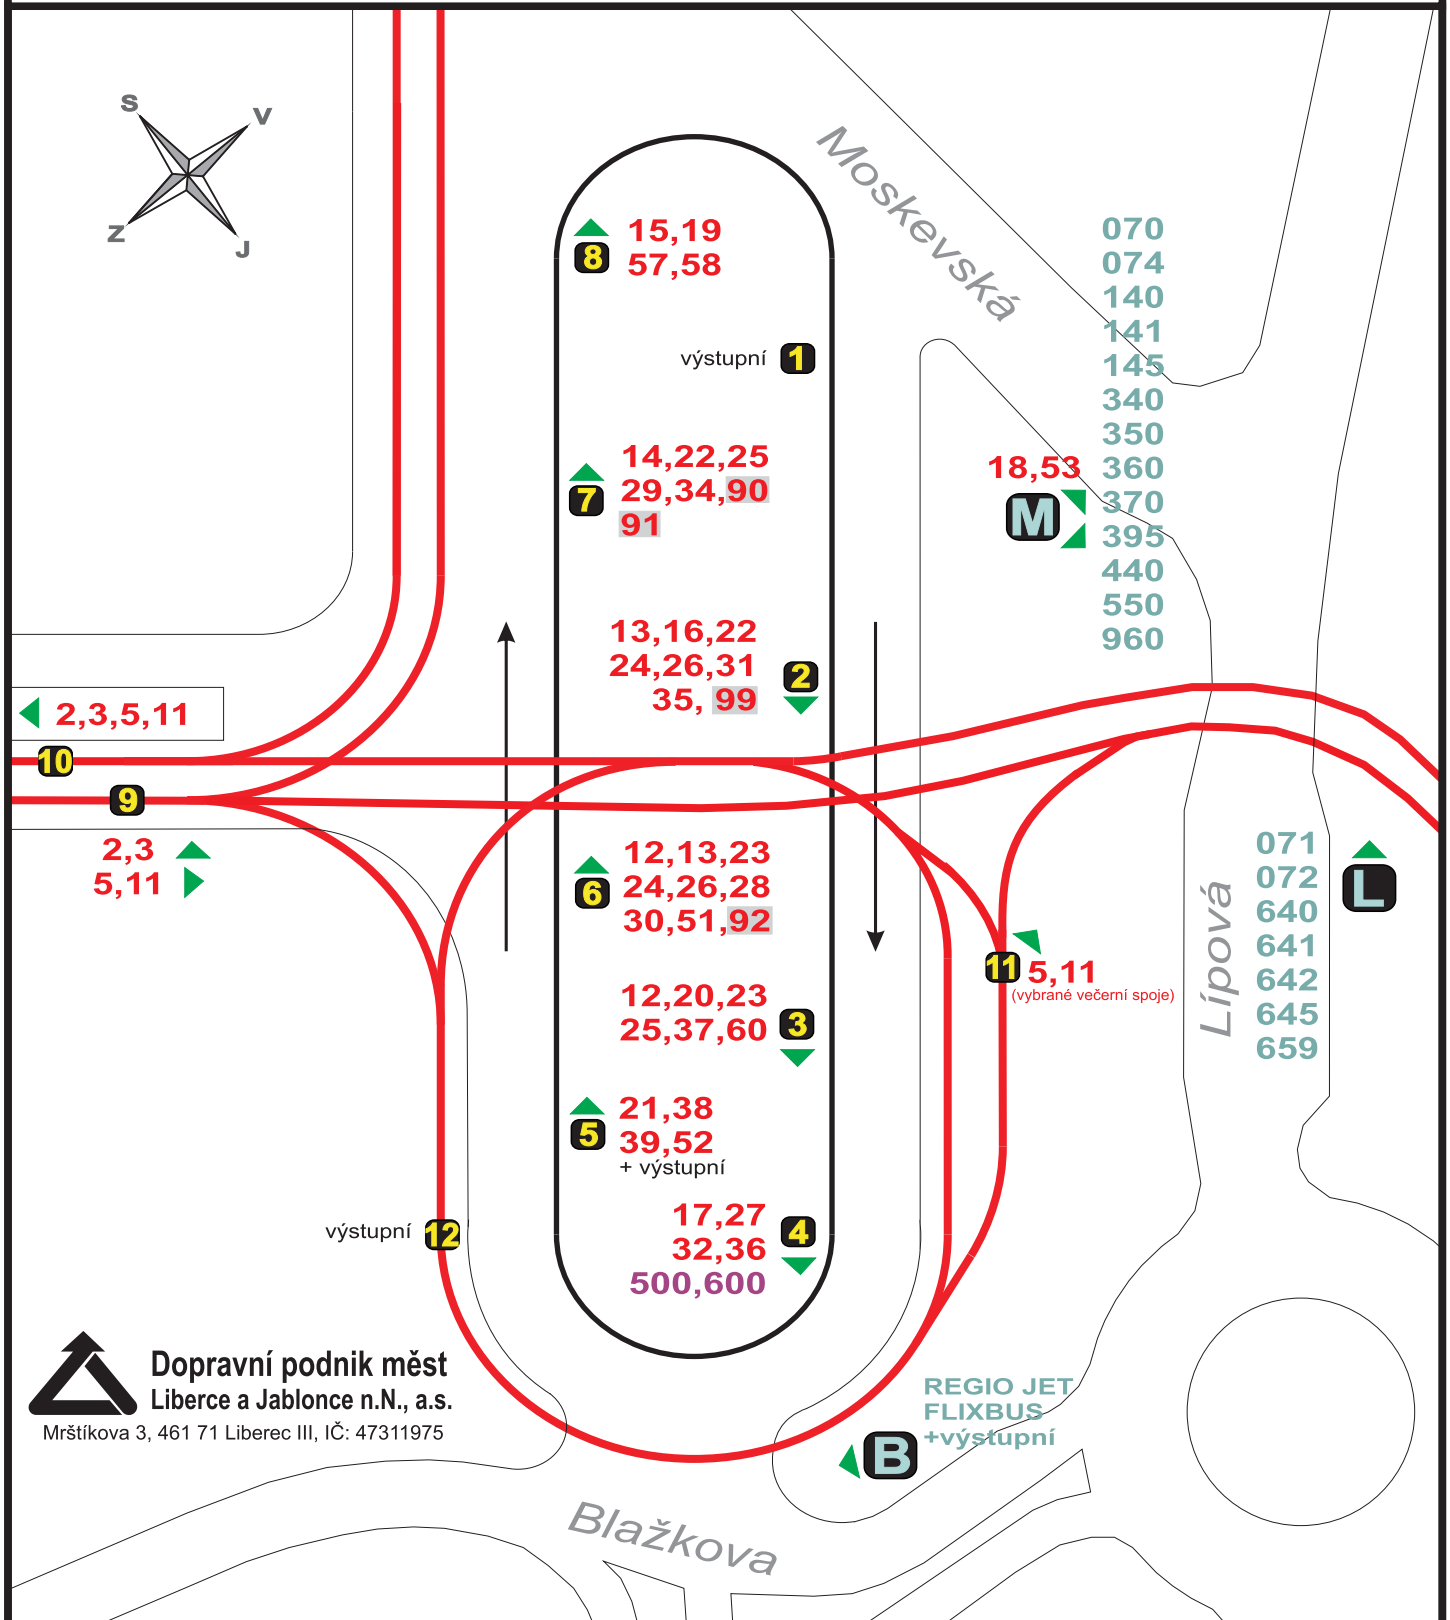 S
V
Z
J
Moskevská
8
15,19
57,58
výstupní
1
7
14,22,25
29,34,90
91
18,53
M
070
074
140
141
145
340
350
360
370
395
440
550
960
13,16,22
24,26,31
35, 99
2
2,3,5,11
10
9
2,3
5,11
6
12,13,23
24,26,28
30,51,92
11
5,11
(vybrané večerní spoje)
Lípová
071
072
640
641
642
645
659
L
12,20,23
25,37,60
3
5
21,38
39,52
+ výstupní
výstupní
12
17,27
32,36
500,600
4
Dopravní podnik měst
Liberce a Jablonce n.N., a.s.
Mrštíkova 3, 461 71 Liberec III, IČ: 47311975
REGIO JET
FLIXBUS
+výstupní
B
Blažkova